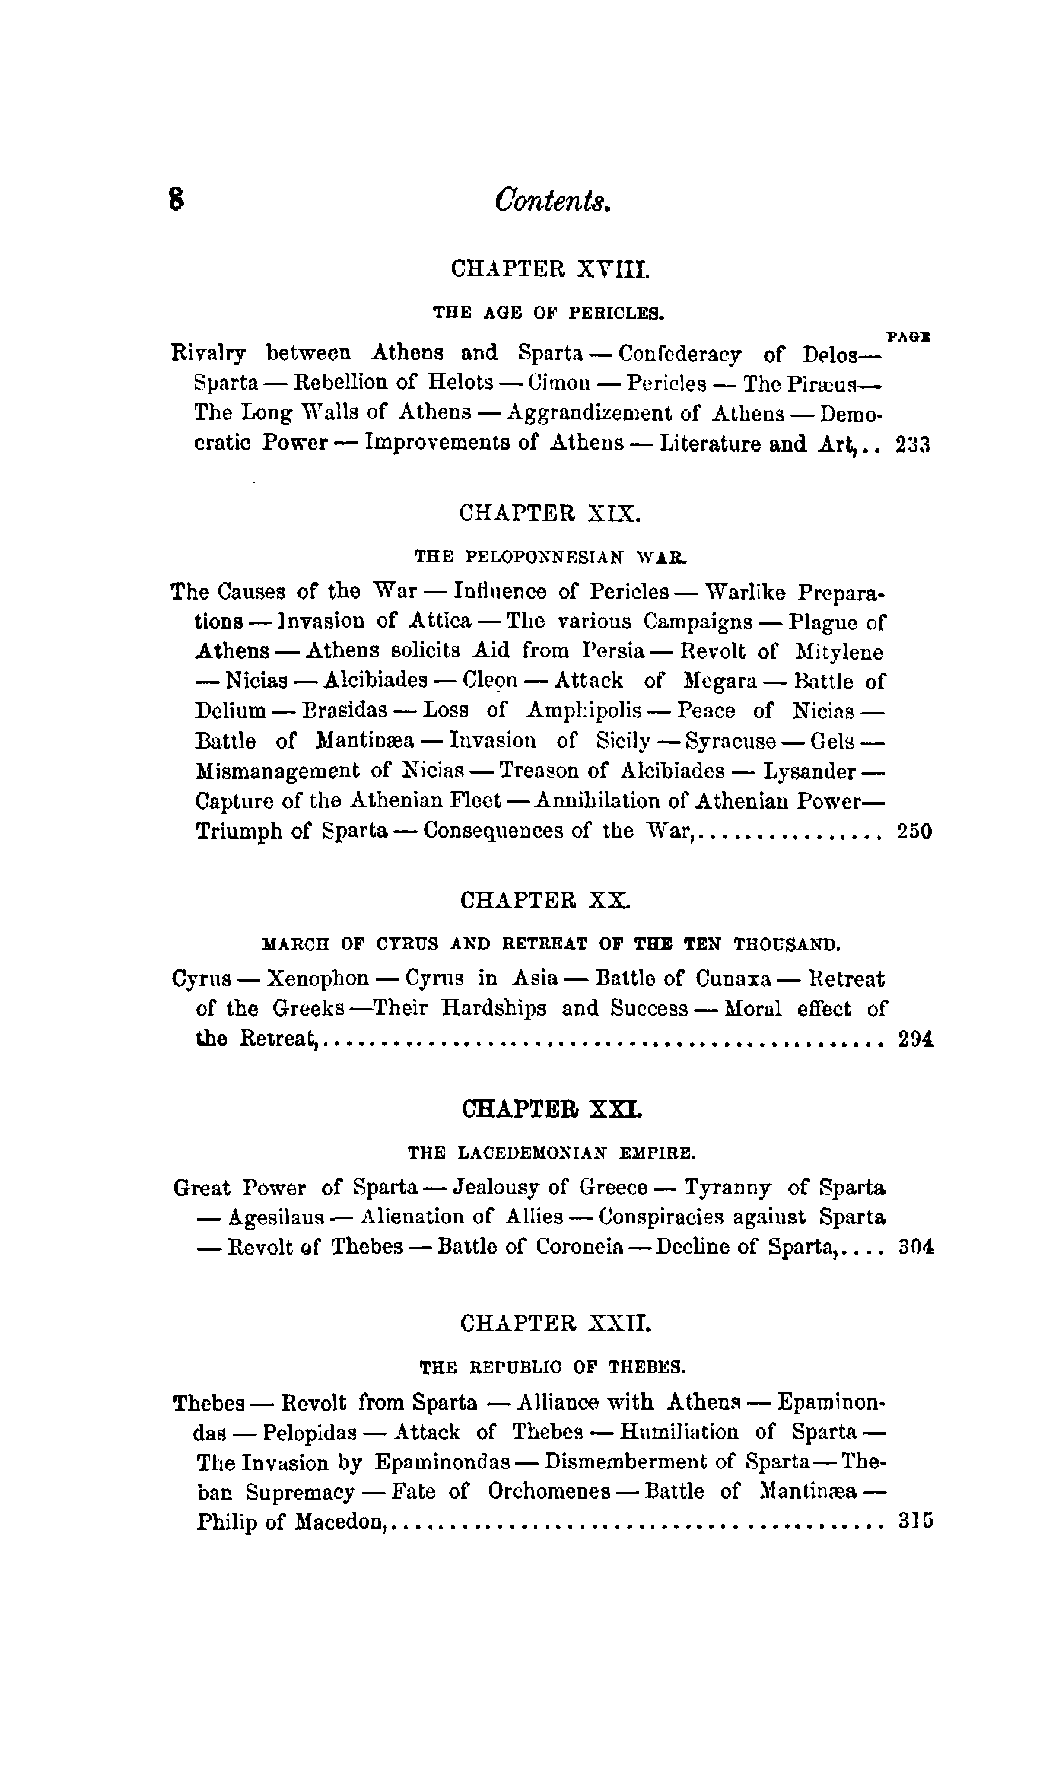 8 Contents.
CHAPTER XVIII.
THE AGE OF PERICLES.
PAGE
Rivalry between Athens and Sparta — Confederacy of Delos—
Sparta — Rebellion of Helots — Cimon — Pericles — The Piræus—
The Long Walls of Athens — Aggrandizement of Athens — Demo-
cratic Power — Improvements of Athens — Literature and Art,.. 233
CHAPTER XIX.
THE PELOPONNESIAN WAR.
The Causes of the War — Influence of Pericles — Warlike Prepara-
tions — Invasion of Attica — The various Campaigns — Plague of
Athens — Athens solicits Aid from Persia — Revolt of Mitylene
— Nicias — Alcibiades — Cleon — Attack of Megara — Battle of
Delium — Brasidas — Loss of Amphipolis — Peace of Nicias —
Battle of Mantinæa — Invasion of Sicily — Syracuse — Gela —
Mismanagement of Nicias — Treason of Alcibiades — Lysander —
Capture of the Athenian Fleet — Annihilation of Athenian Power—
Triumph of Sparta — Consequences of the War,................ 250
CHAPTER XX.
MARCH OF CYRUS AND RETREAT OF THE TEN THOUSAND.
Cyrus — Xenophon — Cyrus in Asia — Battle of Cunaxa — Retreat
of the Greeks—Their Hardships and Success — Moral effect of
the Retreat,................................................ 294
CHAPTER XXI.
THE LACEDEMONIAN EMPIRE.
Great Power of Sparta — Jealousy of Greece — Tyranny of Sparta
— Agesilaus — Alienation of Allies — Conspiracies against Sparta
— Revolt of Thebes — Battle of Coroneia — Decline of Sparta,.... 304
CHAPTER XXII.
THE REPUBLIC OF THEBES.
Thebes — Revolt from Sparta — Alliance with Athens — Epaminon-
das — Pelopidas — Attack of Thebes — Humiliation of Sparta —
The Invasion by Epaminondas — Dismemberment of Sparta — The-
ban Supremacy — Fate of Orchomenes — Battle of Mantinæa —
Philip of Macedon,.......................................... 315